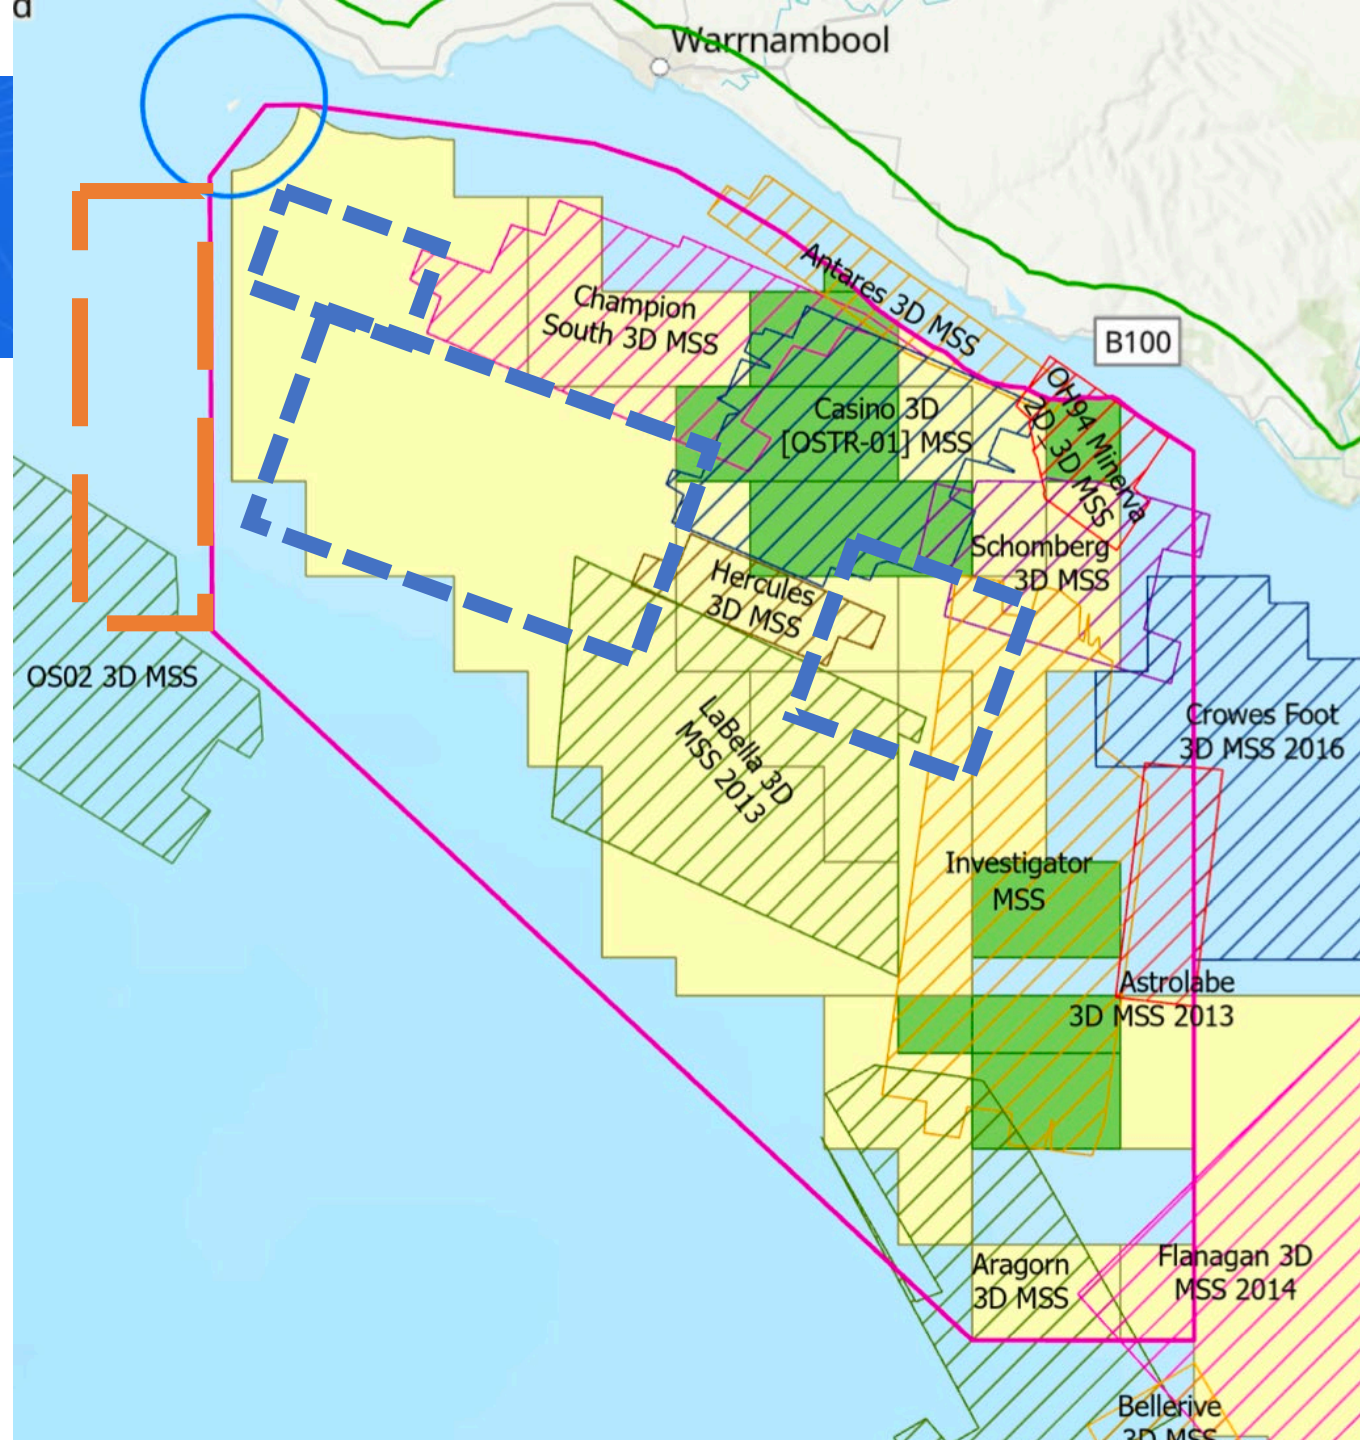 d
Warrnambool
Antares 3D MSS
B100
Champion
South 3D MSS
OH94 Minerva
2D_3D MSS
Casino 3D
[OSTR-01] MSS
Schomberg
3D MSS
Hercules
3D MSS
OS02 3D MSS
LaBella 3D
MSS 2013
Crowes Foot
3D MSS 2016
Investigator
MSS
Astrolabe
3D MSS 2013
Aragorn
3D MSS
Flanagan 3D
MSS 2014
Bellerive
3D MSS